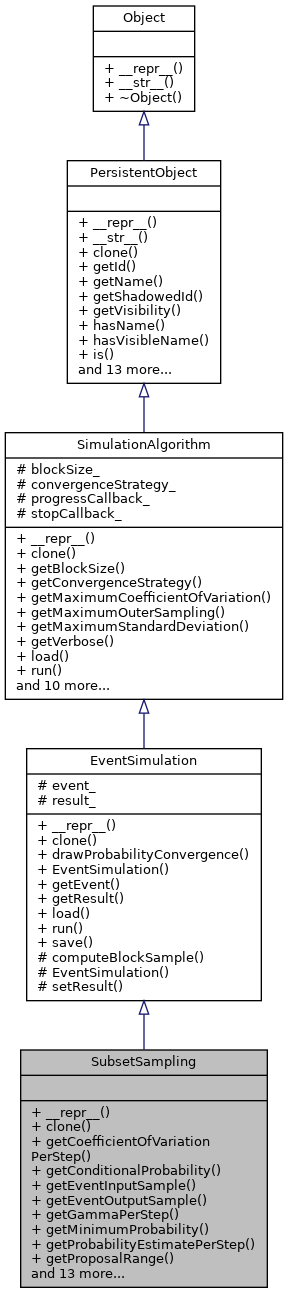 Object
+ __repr__()
+ __str__()
+ ~Object()
PersistentObject
+ __repr__()
+ __str__()
+ clone()
+ getId()
+ getName()
+ getShadowedId()
+ getVisibility()
+ hasName()
+ hasVisibleName()
+ is()
and 13 more...
SimulationAlgorithm
# blockSize_
# convergenceStrategy_
# progressCallback_
# stopCallback_
+ __repr__()
+ clone()
+ getBlockSize()
+ getConvergenceStrategy()
+ getMaximumCoefficientOfVariation()
+ getMaximumOuterSampling()
+ getMaximumStandardDeviation()
+ getVerbose()
+ load()
+ run()
and 10 more...
EventSimulation
# event_
# result_
+ __repr__()
+ clone()
+ drawProbabilityConvergence()
+ EventSimulation()
+ getEvent()
+ getResult()
+ load()
+ run()
+ save()
# computeBlockSample()
# EventSimulation()
# setResult()
SubsetSampling
+ __repr__()
+ clone()
+ getCoefficientOfVariation
PerStep()
+ getConditionalProbability()
+ getEventInputSample()
+ getEventOutputSample()
+ getGammaPerStep()
+ getMinimumProbability()
+ getProbabilityEstimatePerStep()
+ getProposalRange()
and 13 more...